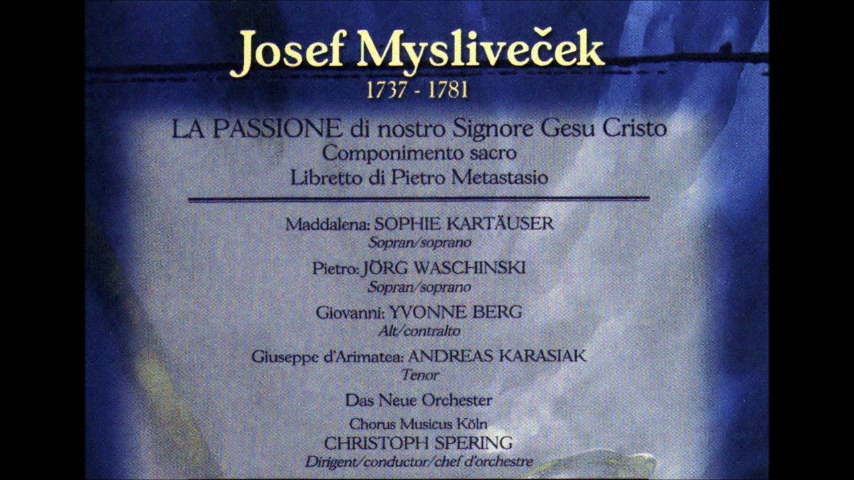 Josef Mysliveček
1737 - 1781
LA PASSIONE di nostro Signore Gesu Cristo
Componimento sacro
Libretto di Pietro Metastasio
Maddalena: SOPHIE KARTÄUSER
Sopran/soprano
Pietro: JÖRG WASCHINSKI
Sopran/soprano
Giovanni: YVONNE BERG
Alt/contralto
Giuseppe d'Arimatea: ANDREAS KARASIAK
Tenor
Das Neue Orchester
Chorus Musicus Köln
CHRISTOPH SPERING
Dirigent/conductor/chef d'orchestre